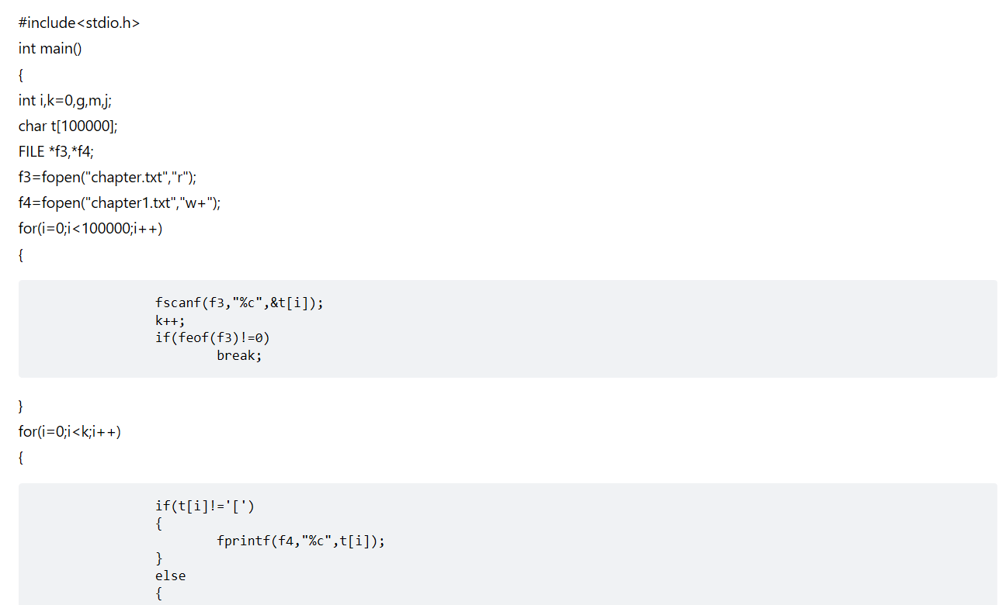 #include<stdio.h>
int main()
{
int i,k=0,g,m,j;
char t[100000];
FILE *f3,*f4;
f3=fopen("chapter.txt","r");
f4=fopen("chapter1.txt","w+");
for(i=0;i<100000;i++)
{
fscanf(f3,"%c",&t[i]);
k++;
if(feof(f3)!=0)
break;
}
for(i=0;i<k;i++)
{
if(t[i]!='[')
{
fprintf(f4,"%c",t[i]);
}
else
{